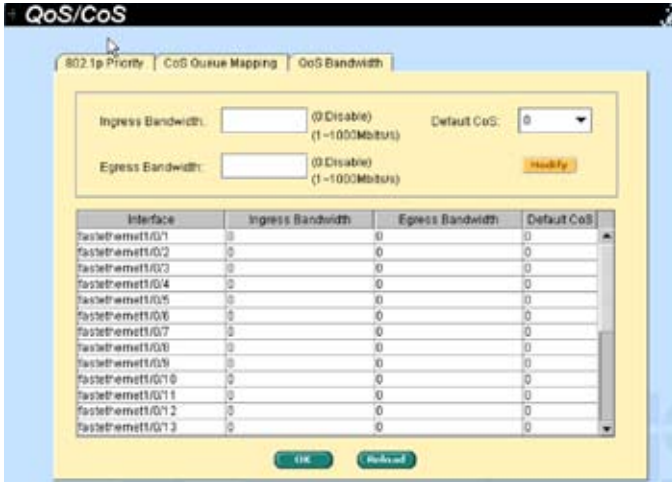 QoS/CoS
802.1p Priority CoS Queue Mapping QoS Bandwidth
Ingress Bandwidth: (0:Disable) Default CoS: 0
(1~1000Mbits/s)
Egress Bandwidth: (0:Disable) Modify
(1~1000Mbits/s)
Interface Ingress Bandwidth Egress Bandwidth Default CoS
fastethernet1/0/1 0 0 0
fastethernet1/0/2 0 0 0
fastethernet1/0/3 0 0 0
fastethernet1/0/4 0 0 0
fastethernet1/0/5 0 0 0
fastethernet1/0/6 0 0 0
fastethernet1/0/7 0 0 0
fastethernet1/0/8 0 0 0
fastethernet1/0/9 0 0 0
fastethernet1/0/10 0 0 0
fastethernet1/0/11 0 0 0
fastethernet1/0/12 0 0 0
fastethernet1/0/13 0 0 0
OK Reload